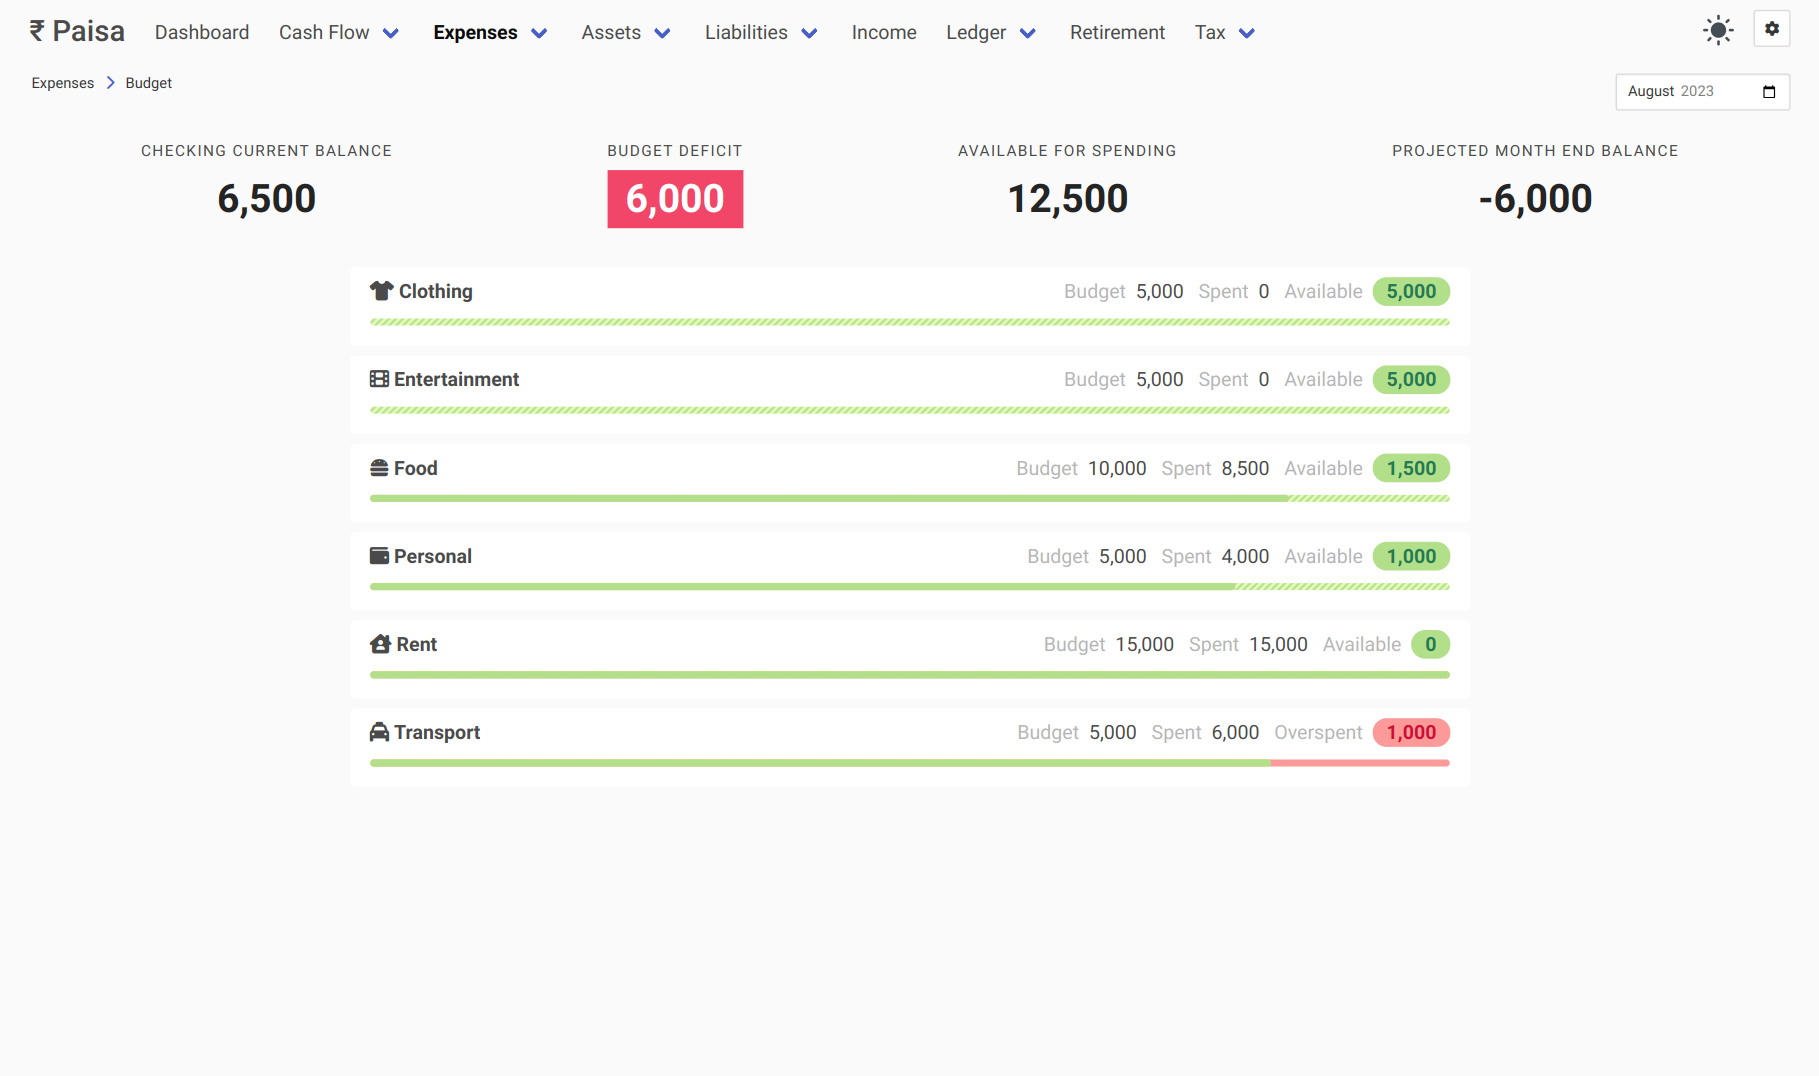 ₹ Paisa Dashboard Cash Flow Expenses Assets Liabilities Income Ledger Retirement Tax
Expenses Budget
August 2023
CHECKING CURRENT BALANCE BUDGET DEFICIT AVAILABLE FOR SPENDING PROJECTED MONTH END BALANCE
6,500 6,000 12,500 -6,000
Clothing Budget 5,000 Spent 0 Available 5,000
Entertainment Budget 5,000 Spent 0 Available 5,000
Food Budget 10,000 Spent 8,500 Available 1,500
Personal Budget 5,000 Spent 4,000 Available 1,000
Rent Budget 15,000 Spent 15,000 Available 0
Transport Budget 5,000 Spent 6,000 Overspent 1,000